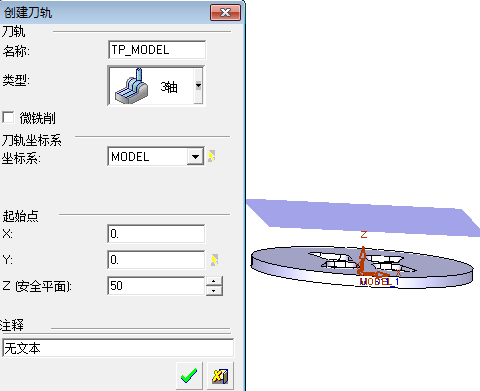 创建刀轨
刀轨
名称: TP_MODEL
类型: 3轴
微铣削
刀轨坐标系
坐标系: MODEL
起始点
X: 0.
Y: 0.
Z (安全平面): 50
注释
无文本
Z
MODEL1